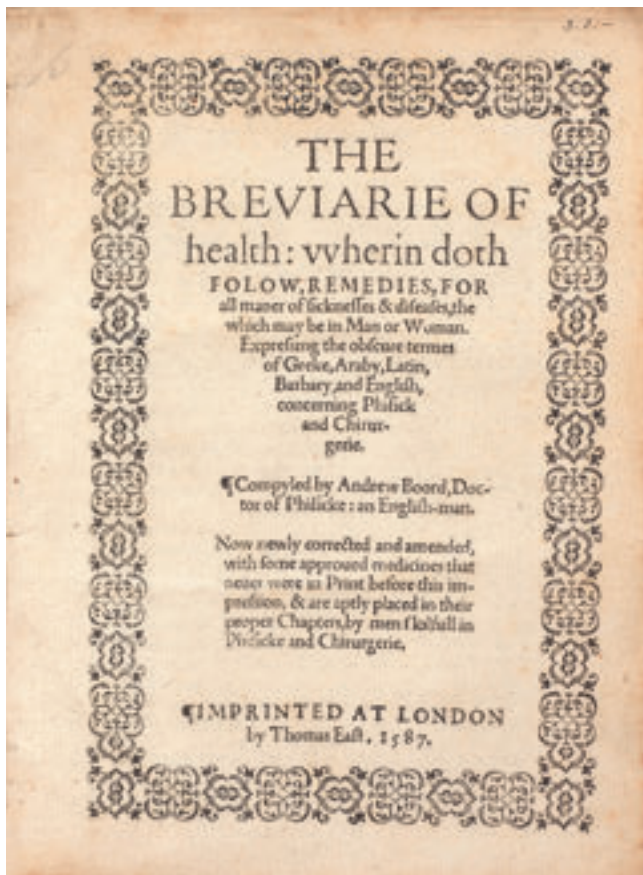 THE
BREVIARIE OF
health: vvherin doth
FOLOW, REMEDIES, FOR
all maner of sicknesses & diseases, the
which may be in Man or Woman.
Expressing the obscure termes
of Greke, Araby, Latin,
Barbary, and English,
concerning Phisick
and Chirur-
gerie.
¶Compyled by Andrew Boord, Doc-
tor of Phisicke: an English-man.
Now newly corrected and amended,
with some approued medicines that
neuer were in Print before this im-
pression, & are aptly placed in their
proper Chapters, by men skilfull in
Phisicke and Chirurgerie.
¶IMPRINTED AT LONDON
by Thomas East. 1587.